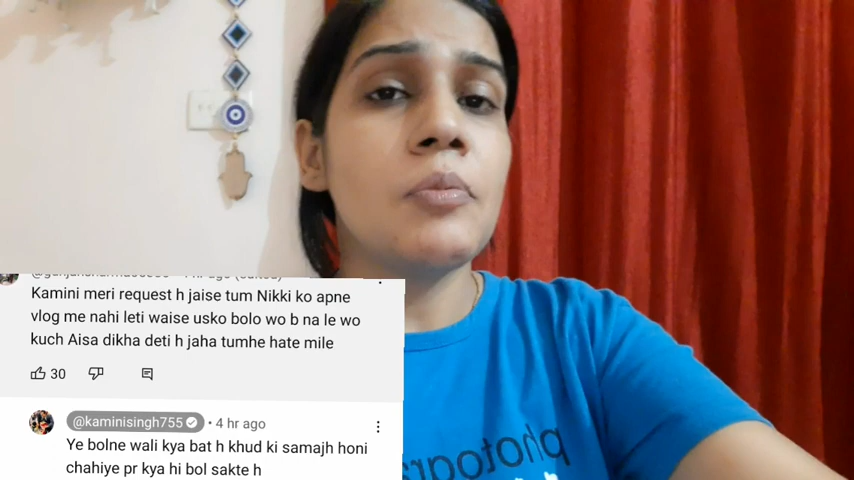 Kamini meri request h jaise tum Nikki ko apne
vlog me nahi leti waise usko bolo wo b na le wo
kuch Aisa dikha deti h jaha tumhe hate mile
30
@kaminisingh755 • 4 hr ago
Ye bolne wali kya bat h khud ki samajh honi
chahiye pr kya hi bol sakte h
photogra